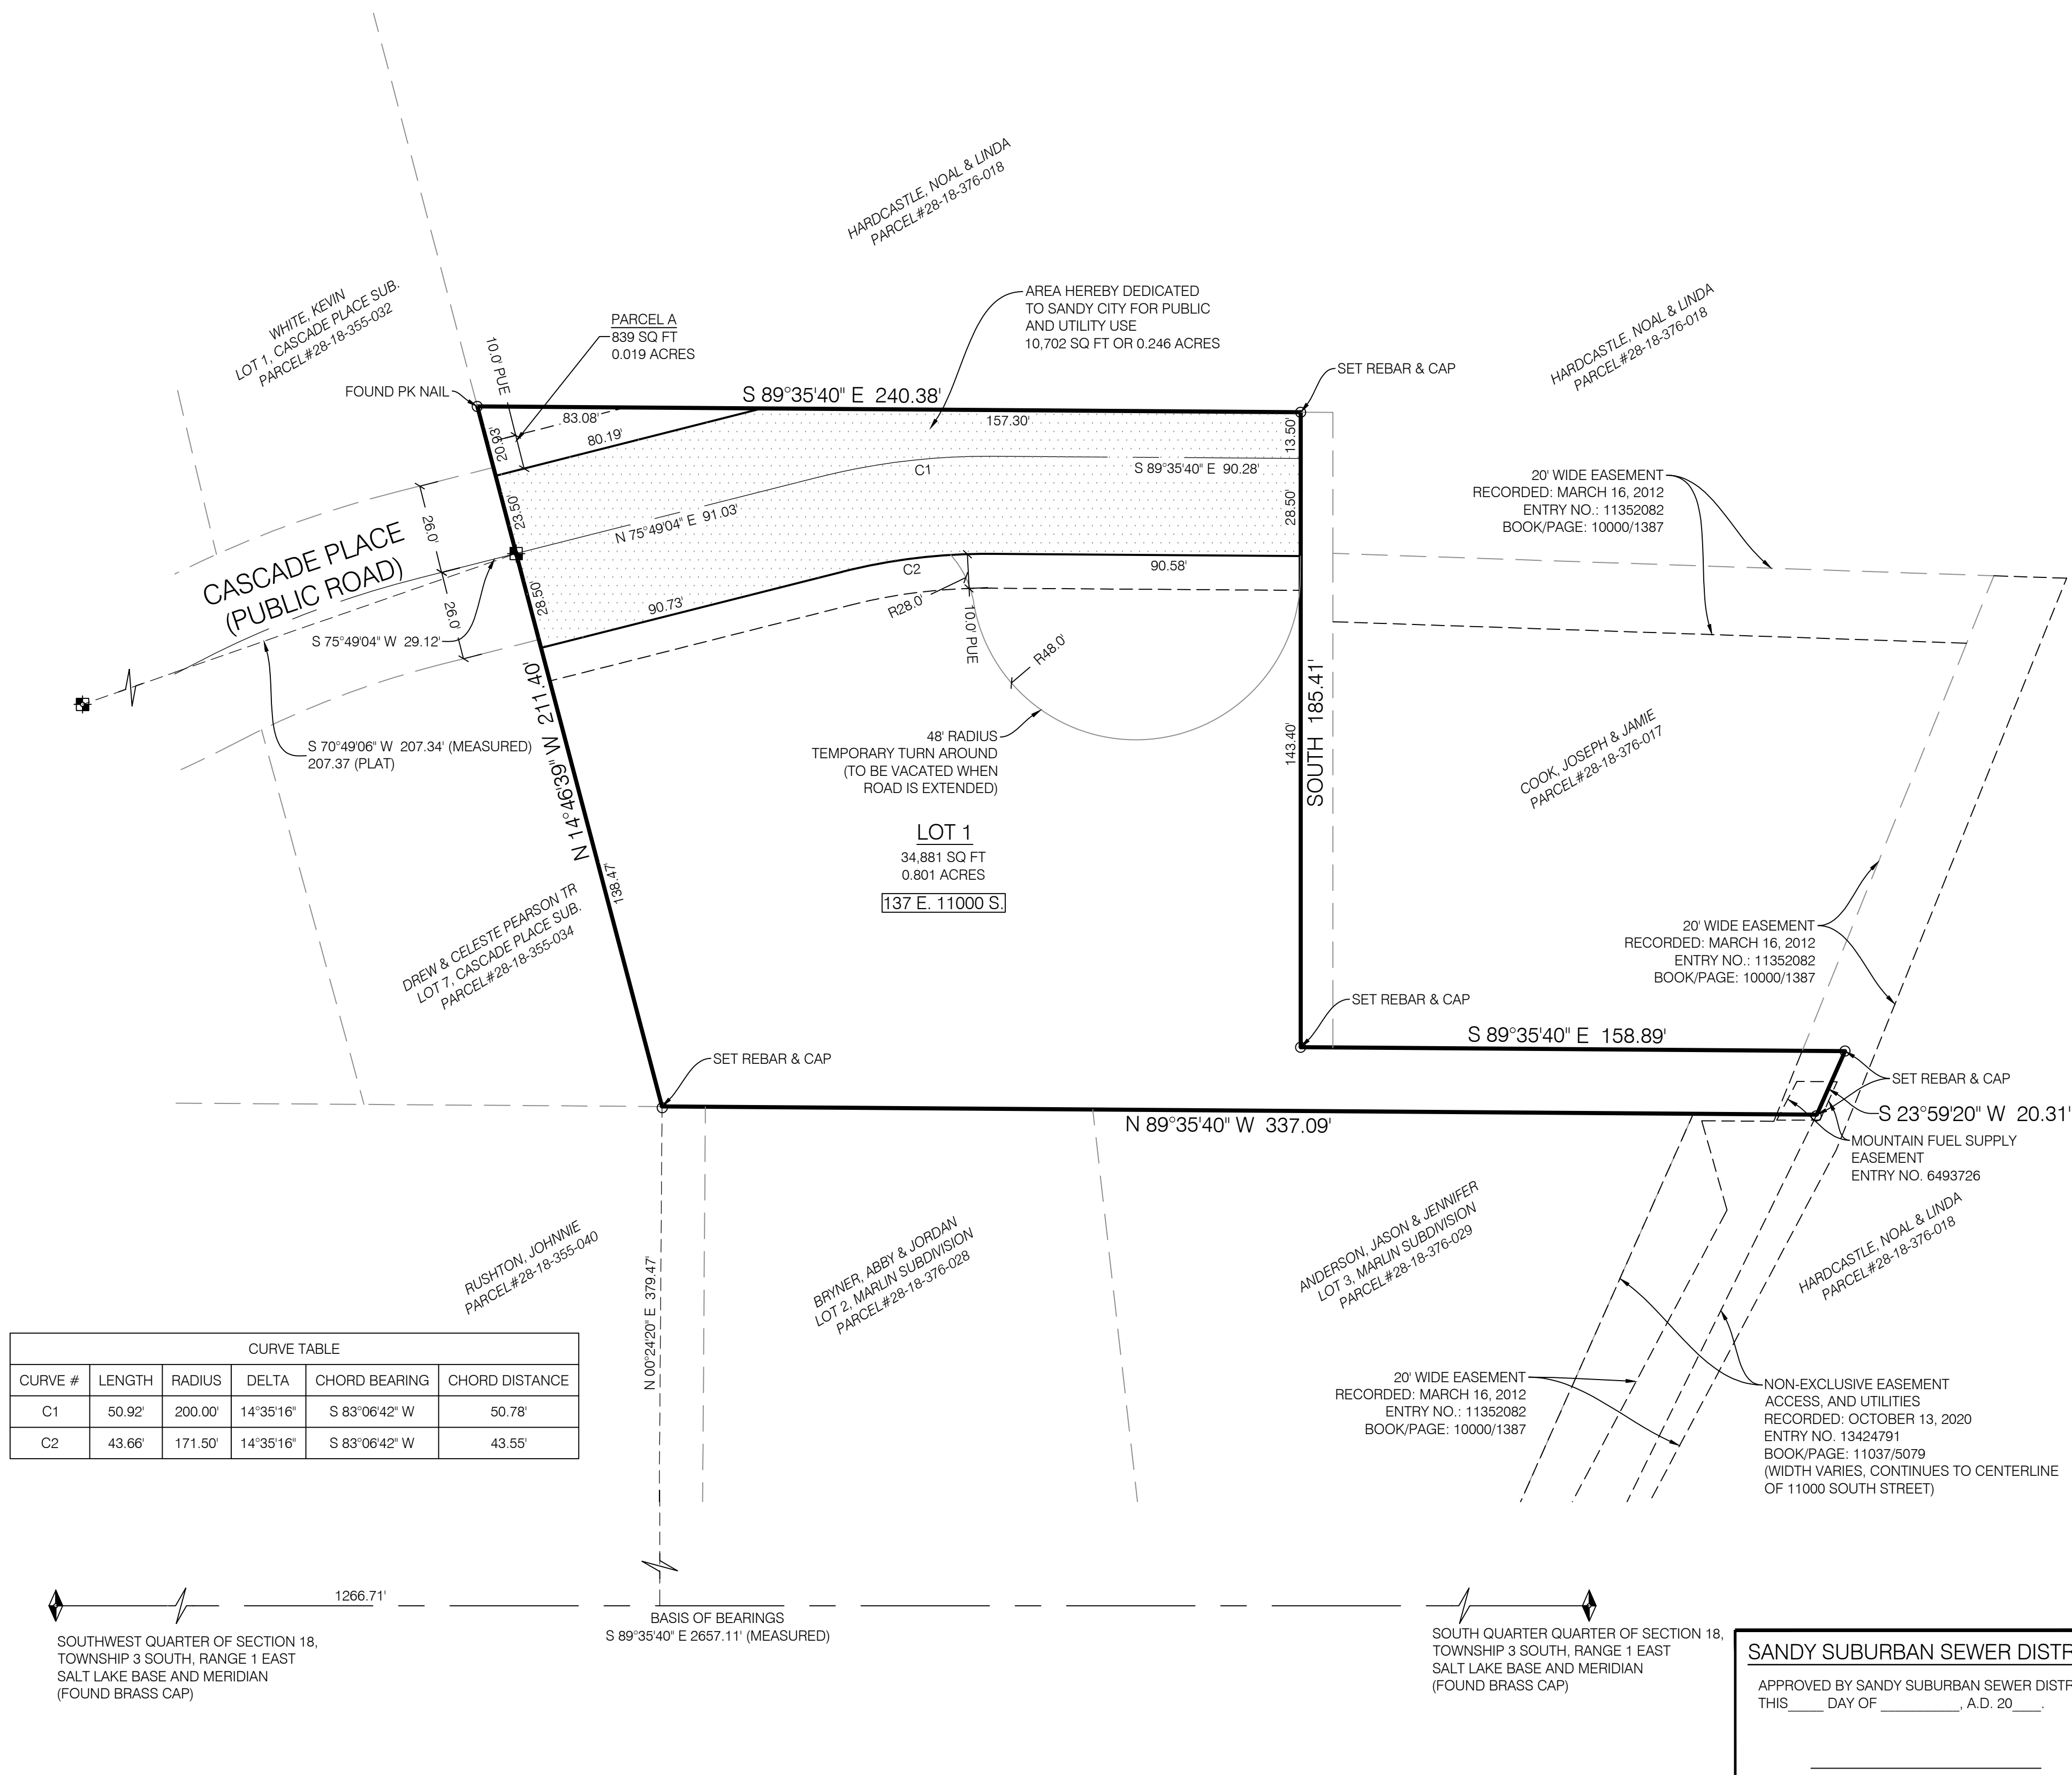 HARDCASTLE, NOAL & LINDA
PARCEL#28-18-376-018
WHITE, KEVIN
LOT 1, CASCADE PLACE SUB.
PARCEL#28-18-355-032
HARDCASTLE, NOAL & LINDA
PARCEL#28-18-376-018
AREA HEREBY DEDICATED
TO SANDY CITY FOR PUBLIC
AND UTILITY USE
10,702 SQ FT OR 0.246 ACRES
PARCEL A
839 SQ FT
0.019 ACRES
10.0' PUE
FOUND PK NAIL
SET REBAR & CAP
S 89°35'40" E 240.38'
83.08'
157.30'
20.93'
80.19'
13.50'
C1
S 89°35'40" E 90.28'
23.50'
N 75°49'04" E 91.03'
28.50'
20' WIDE EASEMENT
RECORDED: MARCH 16, 2012
ENTRY NO.: 11352082
BOOK/PAGE: 10000/1387
26.0'
26.0'
CASCADE PLACE
(PUBLIC ROAD)
S 75°49'04" W 29.12'
28.50'
90.73'
C2
90.58'
R28.0'
10.0' PUE
R48.0'
S 70°49'06" W 207.34' (MEASURED)
207.37 (PLAT)
N 14°46'39" W 211.40'
138.47'
48' RADIUS
TEMPORARY TURN AROUND
(TO BE VACATED WHEN
ROAD IS EXTENDED)
143.40'
SOUTH 185.41'
COOK, JOSEPH & JAMIE
PARCEL#28-18-376-017
LOT 1
34,881 SQ FT
0.801 ACRES
137 E. 11000 S.
DREW & CELESTE PEARSON TR
LOT 7, CASCADE PLACE SUB.
PARCEL#28-18-355-034
20' WIDE EASEMENT
RECORDED: MARCH 16, 2012
ENTRY NO.: 11352082
BOOK/PAGE: 10000/1387
SET REBAR & CAP
S 89°35'40" E 158.89'
SET REBAR & CAP
SET REBAR & CAP
S 23°59'20" W 20.31'
N 89°35'40" W 337.09'
MOUNTAIN FUEL SUPPLY
EASEMENT
ENTRY NO. 6493726
RUSHTON, JOHNNIE
PARCEL#28-18-355-040
N 00°24'20" E 379.47'
BRYNER, ABBY & JORDAN
LOT 2, MARLIN SUBDIVISION
PARCEL#28-18-376-028
ANDERSON, JASON & JENNIFER
LOT 3, MARLIN SUBDIVISION
PARCEL#28-18-376-029
HARDCASTLE, NOAL & LINDA
PARCEL#28-18-376-018
CURVE TABLE
CURVE # LENGTH RADIUS DELTA CHORD BEARING CHORD DISTANCE
C1 50.92' 200.00' 14°35'16" S 83°06'42" W 50.78'
C2 43.66' 171.50' 14°35'16" S 83°06'42" W 43.55'
20' WIDE EASEMENT
RECORDED: MARCH 16, 2012
ENTRY NO.: 11352082
BOOK/PAGE: 10000/1387
NON-EXCLUSIVE EASEMENT
ACCESS, AND UTILITIES
RECORDED: OCTOBER 13, 2020
ENTRY NO. 13424791
BOOK/PAGE: 11037/5079
(WIDTH VARIES, CONTINUES TO CENTERLINE
OF 11000 SOUTH STREET)
1266.71'
BASIS OF BEARINGS
S 89°35'40" E 2657.11' (MEASURED)
SOUTHWEST QUARTER OF SECTION 18,
TOWNSHIP 3 SOUTH, RANGE 1 EAST
SALT LAKE BASE AND MERIDIAN
(FOUND BRASS CAP)
SOUTH QUARTER QUARTER OF SECTION 18,
TOWNSHIP 3 SOUTH, RANGE 1 EAST
SALT LAKE BASE AND MERIDIAN
(FOUND BRASS CAP)
SANDY SUBURBAN SEWER DISTR
APPROVED BY SANDY SUBURBAN SEWER DISTR
THIS_____ DAY OF ___________, A.D. 20____.